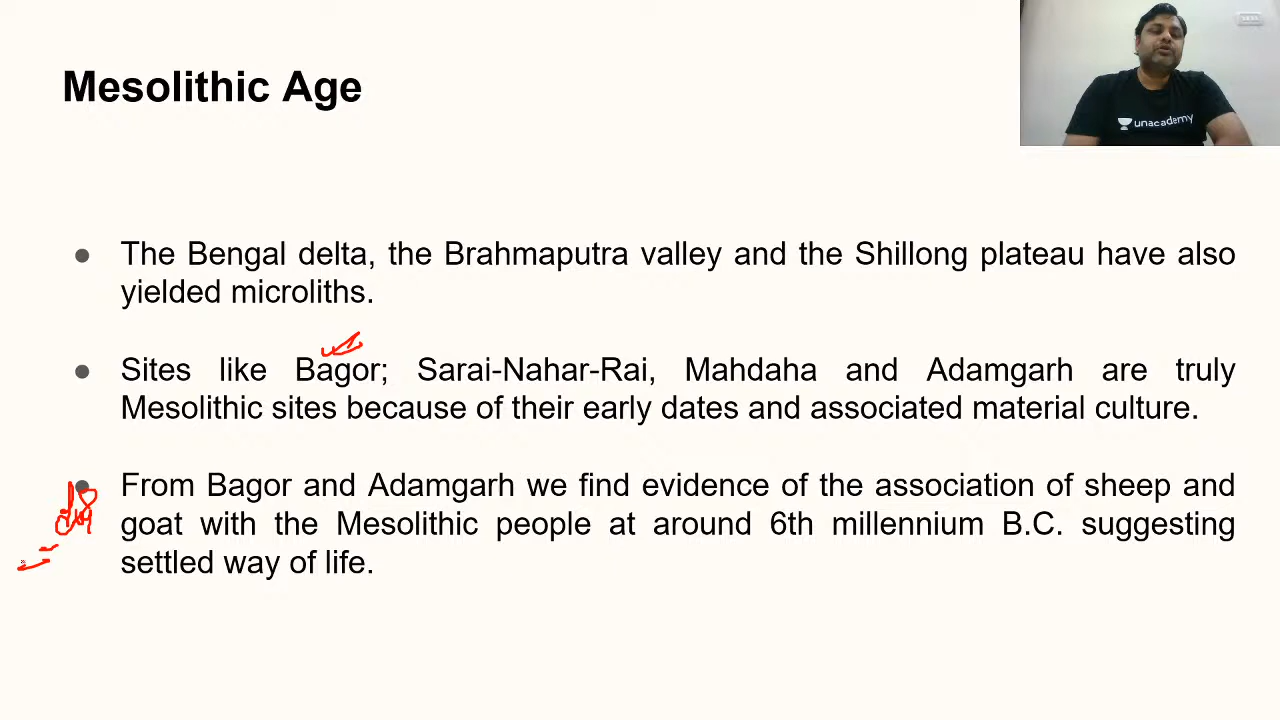 Mesolithic Age
unacademy
The Bengal delta, the Brahmaputra valley and the Shillong plateau have also
yielded microliths.
Sites like Bagor; Sarai-Nahar-Rai, Mahdaha and Adamgarh are truly
Mesolithic sites because of their early dates and associated material culture.
From Bagor and Adamgarh we find evidence of the association of sheep and
goat with the Mesolithic people at around 6th millennium B.C. suggesting
settled way of life.